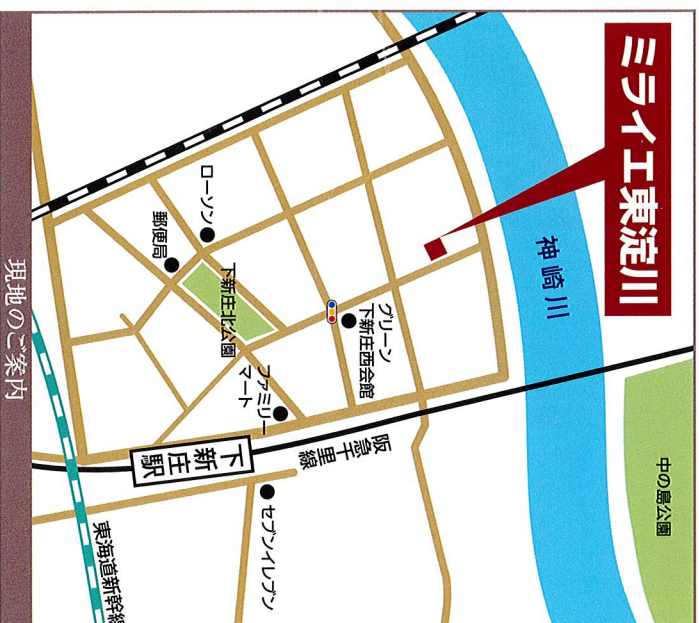 ミライエ東淀川
神崎川
中の島公園
グリーン
下新庄西会館
阪急千里線
ファミリー
マート
下新庄北公園
ローソン
郵便局
下新庄
駅
セブンイレブン
東海道新幹線
現地のご案内